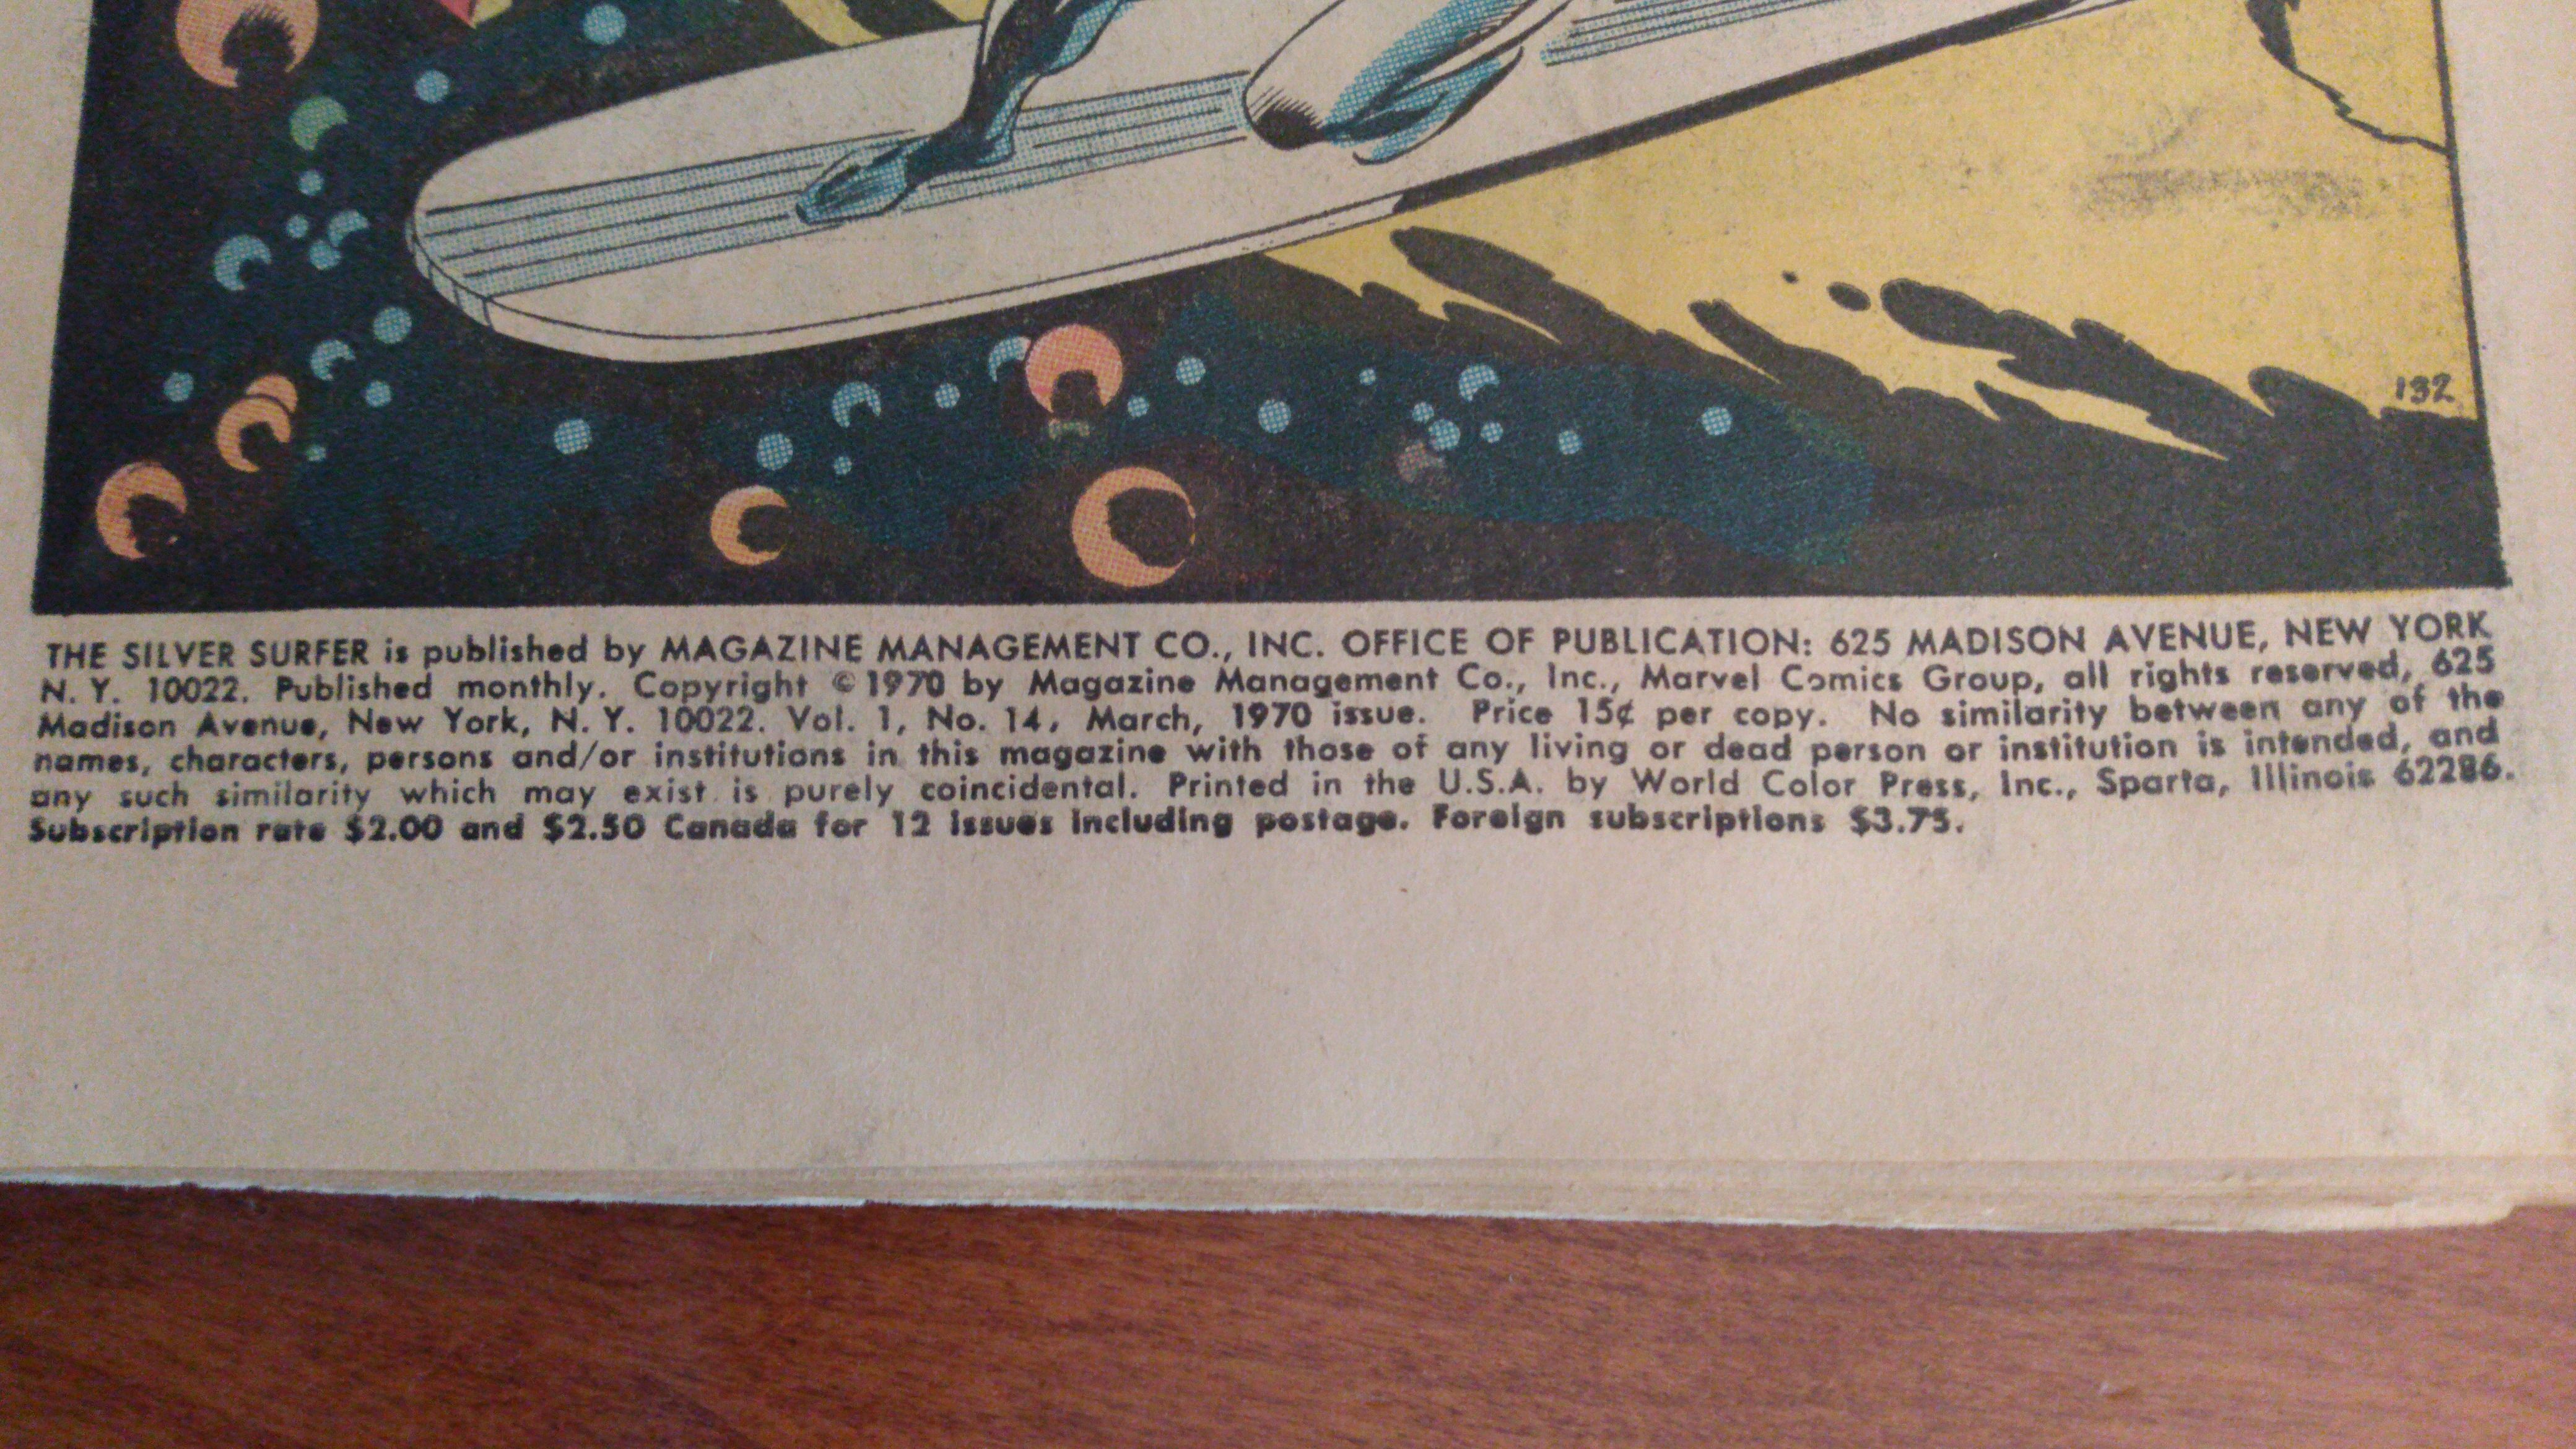 132
THE SILVER SURFER is published by MAGAZINE MANAGEMENT CO., INC. OFFICE OF PUBLICATION: 625 MADISON AVENUE, NEW YORK
N. Y. 10022. Published monthly. Copyright ©1970 by Magazine Management Co., Inc., Marvel Comics Group, all rights reserved, 625
Madison Avenue, New York, N. Y. 10022. Vol. 1, No. 14, March, 1970 issue. Price 15¢ per copy. No similarity between any of the
names, characters, persons and/or institutions in this magazine with those of any living or dead person or institution is intended, and
any such similarity which may exist is purely coincidental. Printed in the U.S.A. by World Color Press, Inc., Sparta, Illinois 62286.
Subscription rate $2.00 and $2.50 Canada for 12 issues including postage. Foreign subscriptions $3.75.